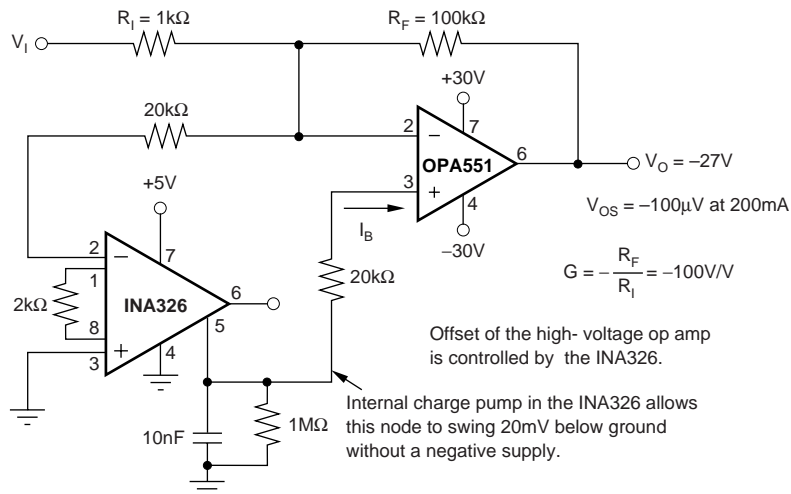 R_I = 1kΩ
R_F = 100kΩ
V_I
+30V
20kΩ
2
7
−
OPA551
6
V_O = –27V
+5V
3
+
4
V_OS = –100µV at 200mA
I_B
–30V
2
−
7
1
20kΩ
G = – R_F / R_I = –100V/V
2kΩ
INA326
6
5
8
+
3
4
Offset of the high- voltage op amp
is controlled by the INA326.
10nF
1MΩ
Internal charge pump in the INA326 allows
this node to swing 20mV below ground
without a negative supply.